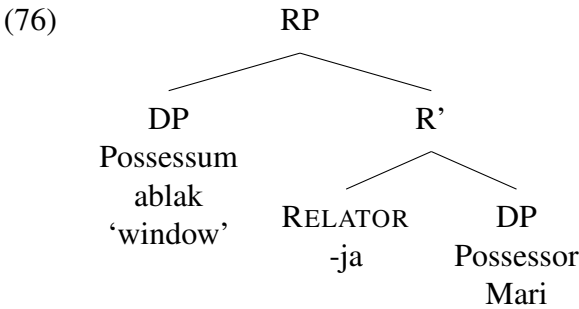 (76) RP
DP R’
Possessum
ablak
‘window’
RELATOR DP
-ja Possessor
Mari